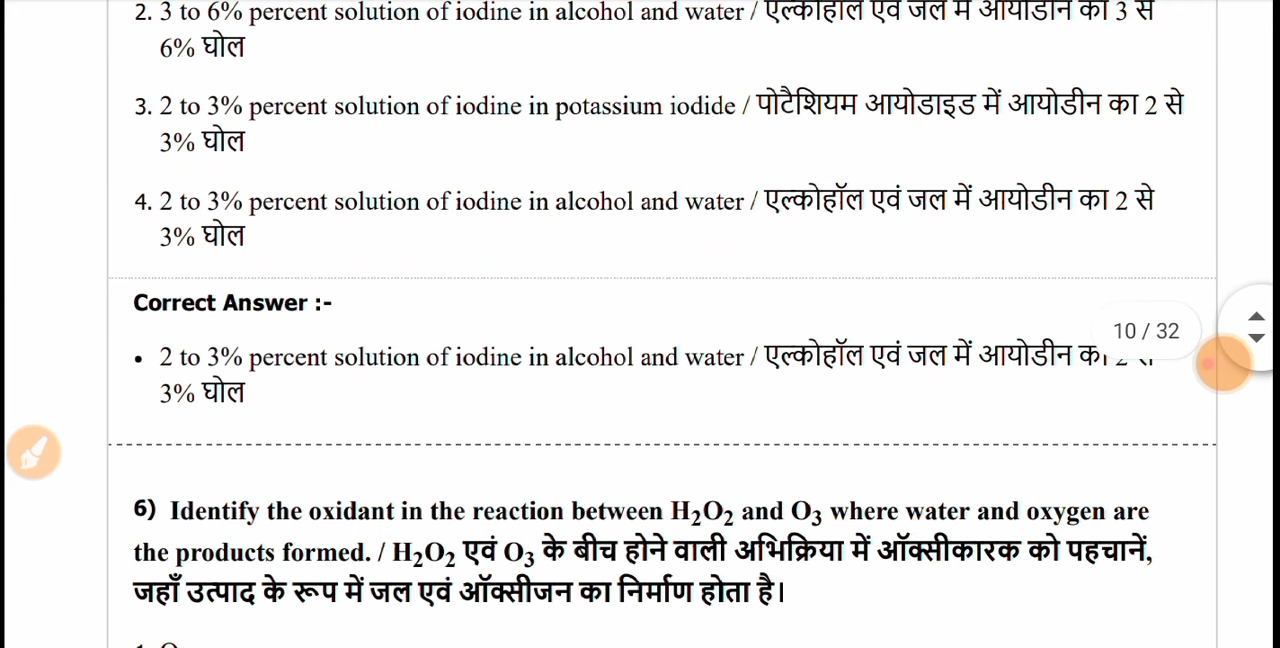 2. 3 to 6% percent solution of iodine in alcohol and water / एल्कोहॉल एवं जल में आयोडीन का 3 से
6% घोल
3. 2 to 3% percent solution of iodine in potassium iodide / पोटैशियम आयोडाइड में आयोडीन का 2 से
3% घोल
4. 2 to 3% percent solution of iodine in alcohol and water / एल्कोहॉल एवं जल में आयोडीन का 2 से
3% घोल
Correct Answer :-
10 / 32
• 2 to 3% percent solution of iodine in alcohol and water / एल्कोहॉल एवं जल में आयोडीन
3% घोल
6) Identify the oxidant in the reaction between H₂O₂ and O₃ where water and oxygen are
the products formed. / H₂O₂ एवं O₃ के बीच होने वाली अभिक्रिया में ऑक्सीकारक को पहचानें,
जहाँ उत्पाद के रूप में जल एवं ऑक्सीजन का निर्माण होता है।